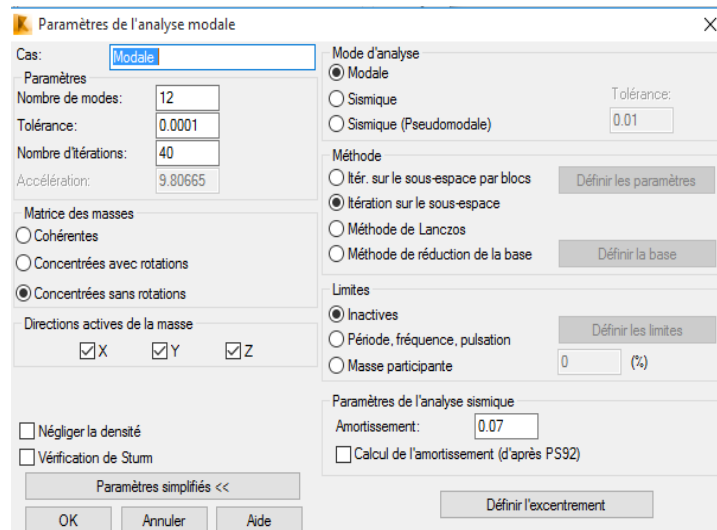 Paramètres de l'analyse modale
Cas: Modale
Paramètres
Nombre de modes: 12
Tolérance: 0.0001
Nombre d'itérations: 40
Accélération: 9.80665
Matrice des masses
Cohérentes
Concentrées avec rotations
Concentrées sans rotations
Directions actives de la masse
X Y Z
Négliger la densité
Vérification de Sturm
Paramètres simplifiés <<
OK Annuler Aide
Mode d'analyse
Modale
Sismique
Sismique (Pseudomodale)
Tolérance:
0.01
Méthode
Itér. sur le sous-espace par blocs Définir les paramètres
Itération sur le sous-espace
Méthode de Lanczos
Méthode de réduction de la base Définir la base
Limites
Inactives
Période, fréquence, pulsation Définir les limites
Masse participante 0 (%)
Paramètres de l'analyse sismique
Amortissement: 0.07
Calcul de l'amortissement (d'après PS92)
Définir l'excentrement